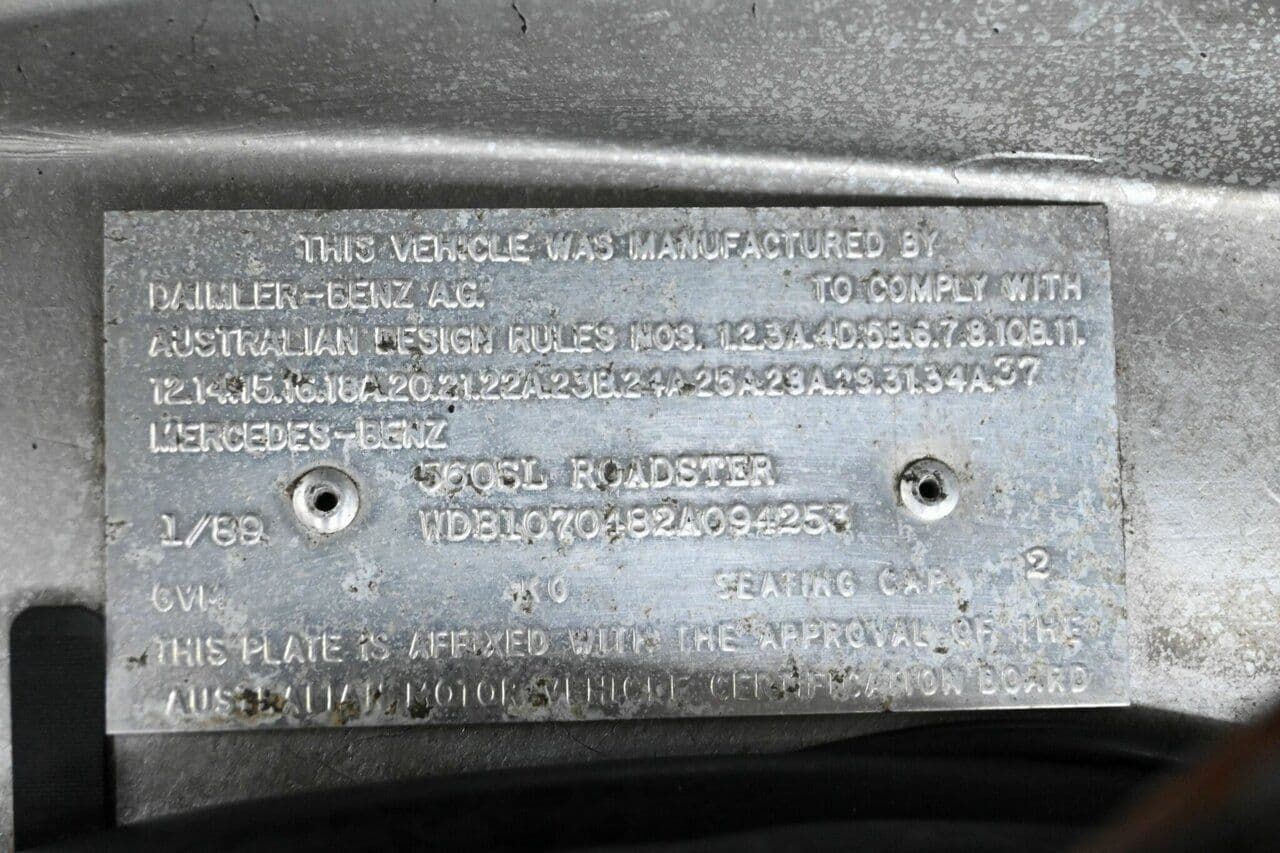 THIS VEHICLE WAS MANUFACTURED BY
DAIMLER-BENZ A.G. TO COMPLY WITH
AUSTRALIAN DESIGN RULES NOS. 1.2.3A.4D.5B.6.7.8.10B.11.
12.14.15.16.18A.20.21.22A.23B.24A.25A.29A.29.31.34A.37
MERCEDES-BENZ
560SL ROADSTER
1/89 WDB1070482A094253
GVM KG SEATING CAP 2
THIS PLATE IS AFFIXED WITH THE APPROVAL OF THE
AUSTRALIAN MOTOR VEHICLE CERTIFICATION BOARD